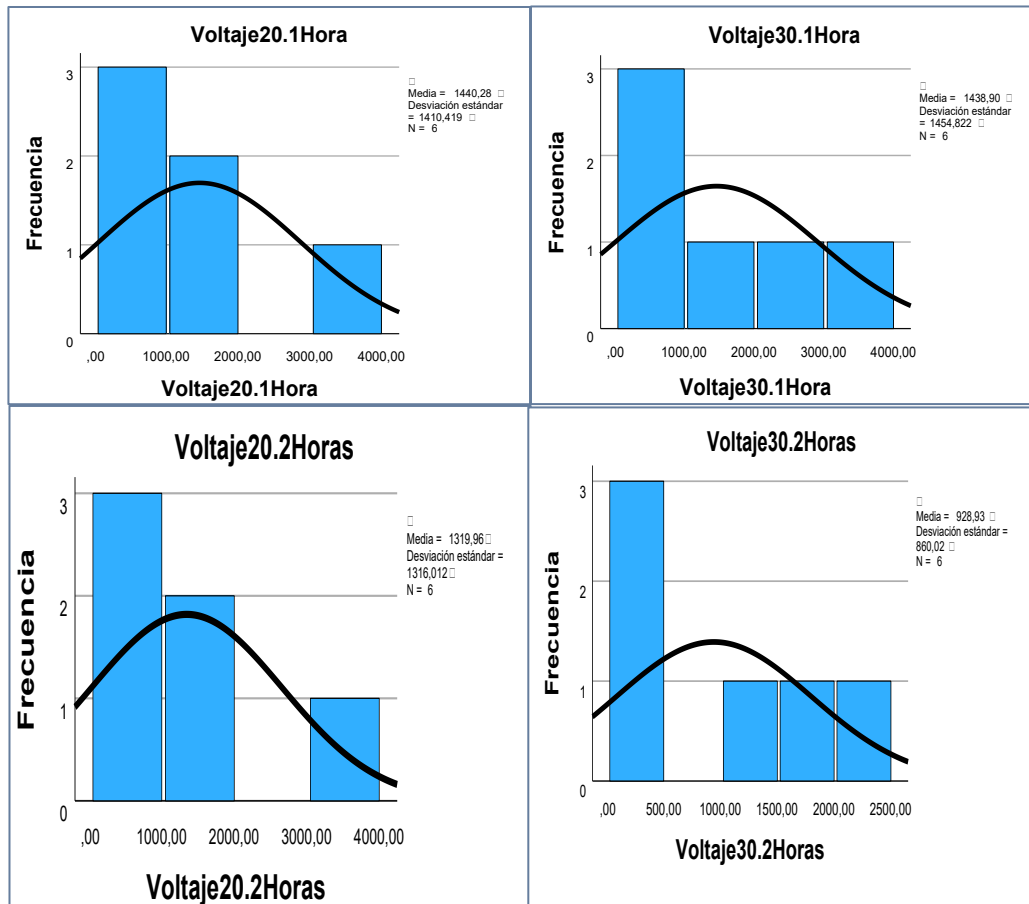 Voltaje20.1Hora
3
2
1
0
Frecuencia
,00 1000,00 2000,00 3000,00 4000,00
Voltaje20.1Hora
Media = 1440,28
Desviación estándar
= 1410,419
N = 6
Voltaje30.1Hora
3
2
1
0
Frecuencia
,00 1000,00 2000,00 3000,00 4000,00
Voltaje30.1Hora
Media = 1438,90
Desviación estándar
= 1454,822
N = 6
Voltaje20.2Horas
3
2
1
0
Frecuencia
,00 1000,00 2000,00 3000,00 4000,00
Voltaje20.2Horas
Media = 1319,96
Desviación estándar =
1316,012
N = 6
Voltaje30.2Horas
3
2
1
0
Frecuencia
,00 500,00 1000,00 1500,00 2000,00 2500,00
Voltaje30.2Horas
Media = 928,93
Desviación estándar =
860,02
N = 6